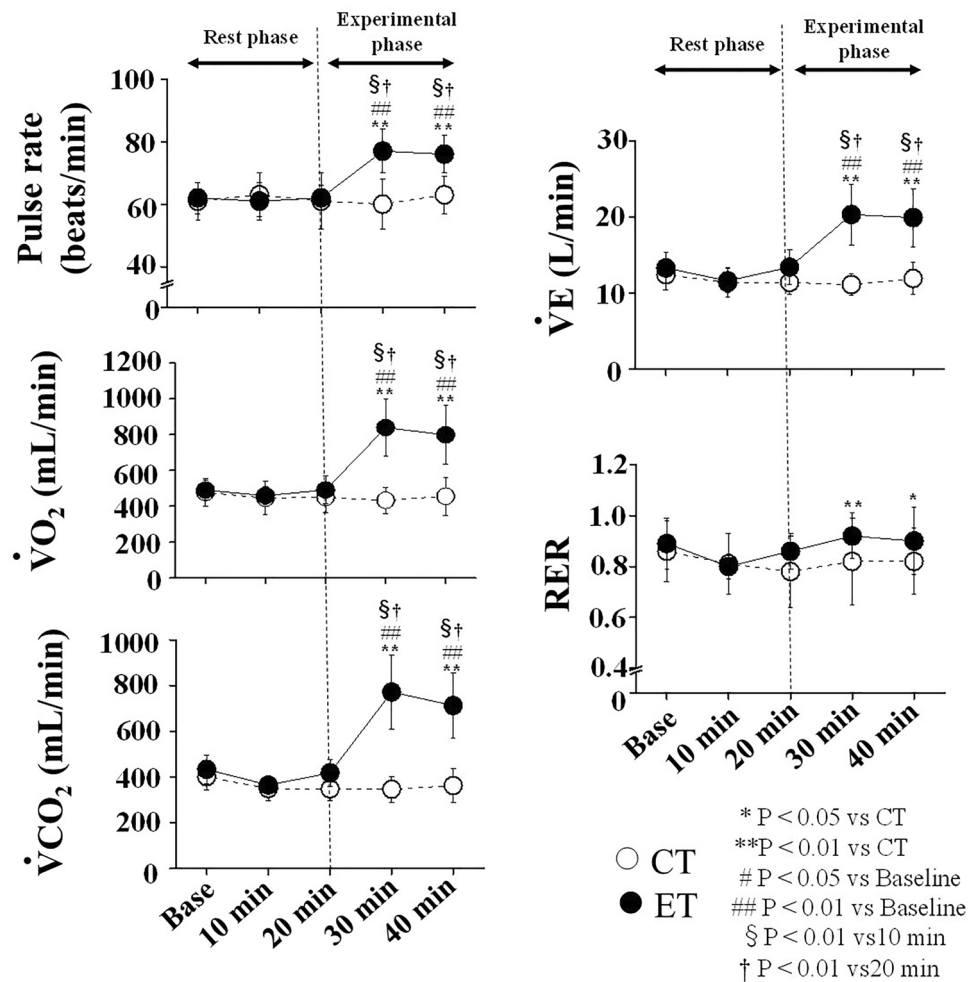 Rest phase
Experimental
phase
Pulse rate
(beats/min)
100
80
60
40
0
§†
##
**
§†
##
**
V̇O2 (mL/min)
1200
1000
800
600
400
200
0
§†
##
**
§†
##
**
V̇CO2 (mL/min)
1000
800
600
400
200
0
§†
##
**
§†
##
**
Base
10 min
20 min
30 min
40 min
Rest phase
Experimental
phase
V̇E (L/min)
30
20
10
0
§†
##
**
§†
##
**
RER
1.2
1.0
0.8
0.6
0.4
0
**
*
Base
10 min
20 min
30 min
40 min
CT
ET
* P < 0.05 vs CT
**P < 0.01 vs CT
# P < 0.05 vs Baseline
## P < 0.01 vs Baseline
§ P < 0.01 vs10 min
† P < 0.01 vs20 min